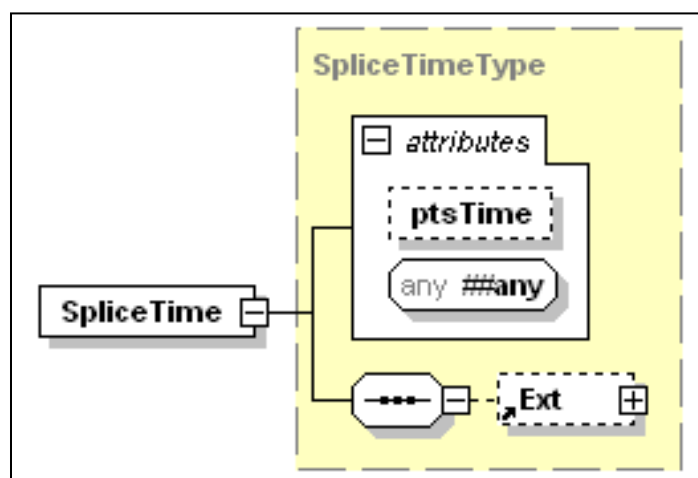 SpliceTimeType
attributes
ptsTime
any ##any
SpliceTime
Ext